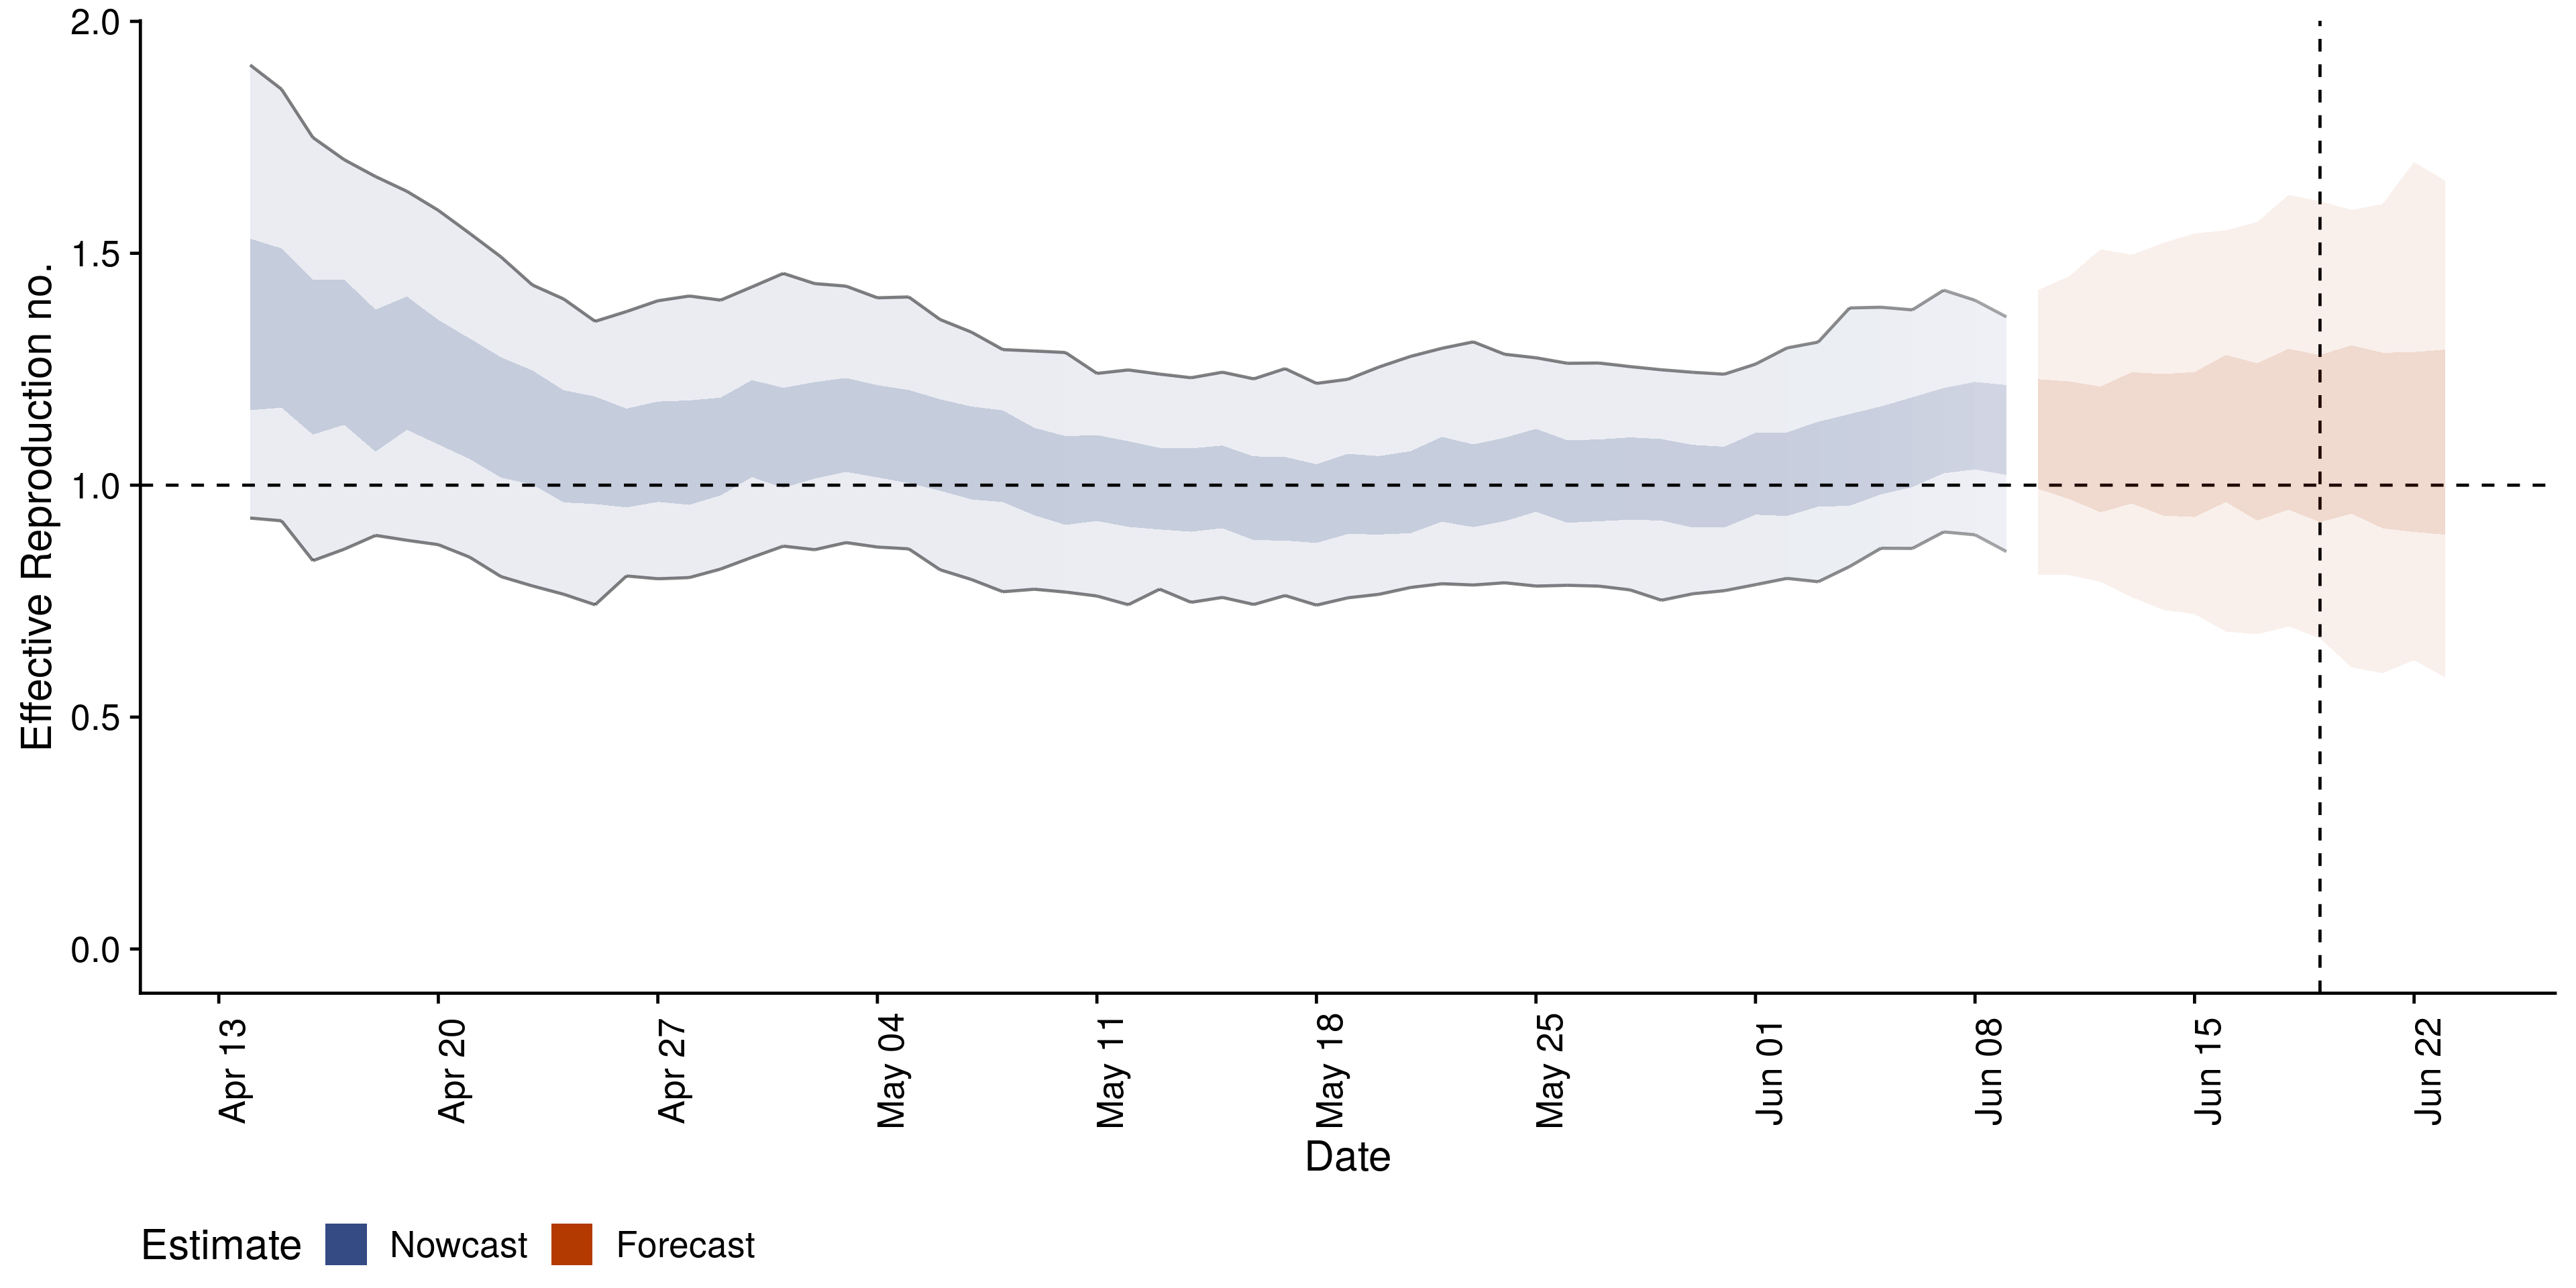 2.0
1.5
1.0
0.5
0.0
Effective Reproduction no.
Apr 13
Apr 20
Apr 27
May 04
May 11
May 18
May 25
Jun 01
Jun 08
Jun 15
Jun 22
Date
Estimate Nowcast Forecast